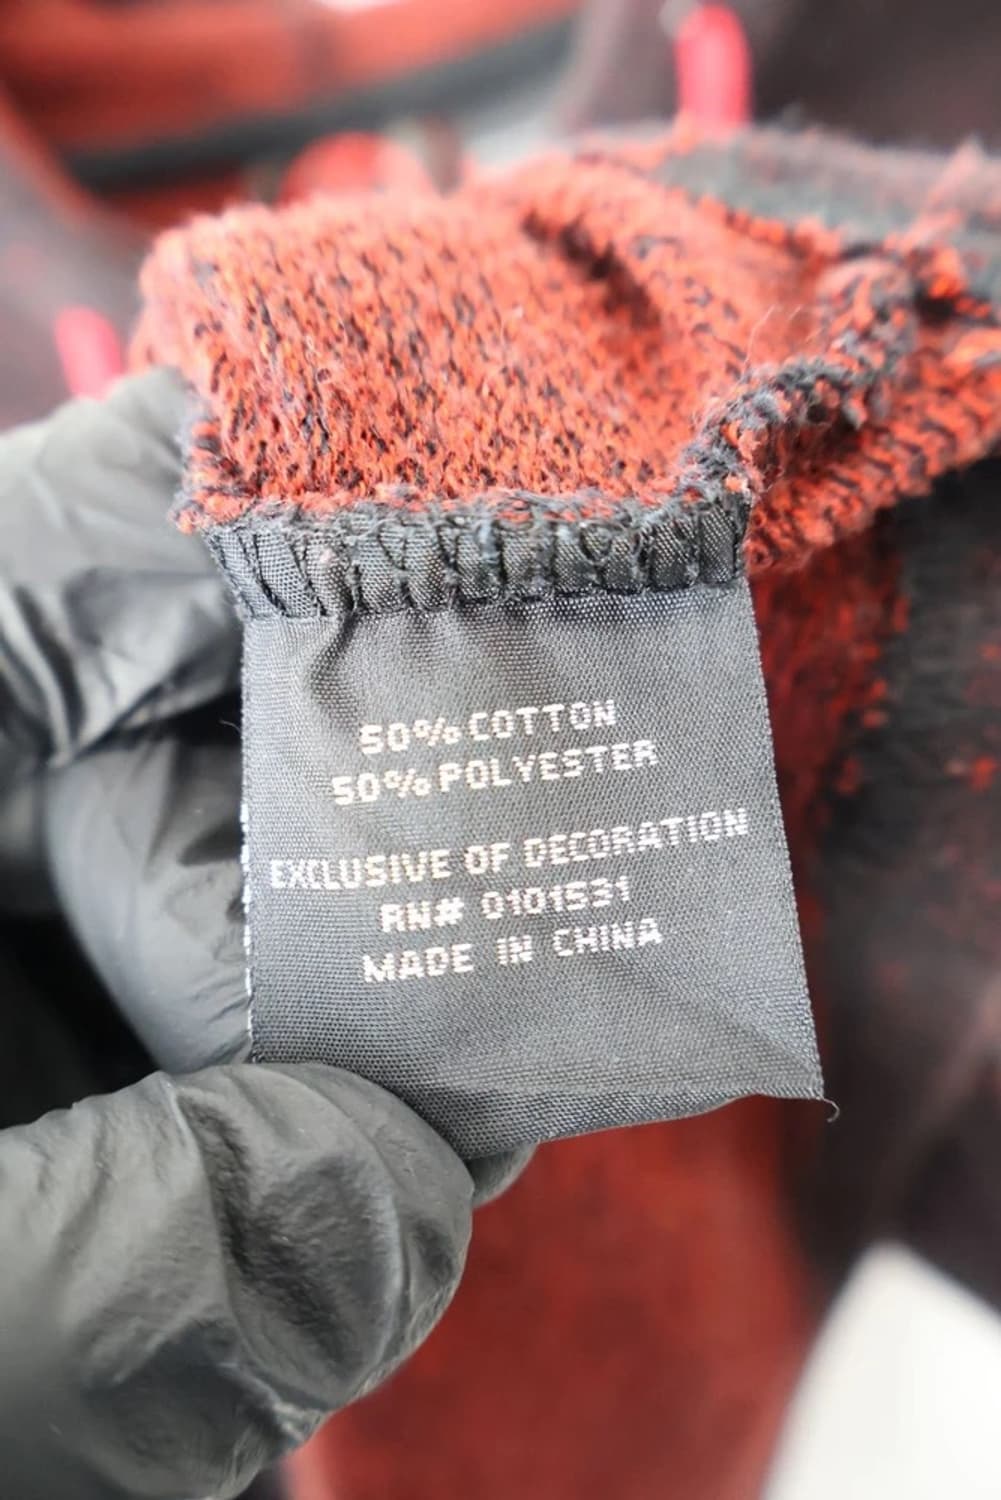 50% COTTON
50% POLYESTER
EXCLUSIVE OF DECORATION
RN# 0101531
MADE IN CHINA